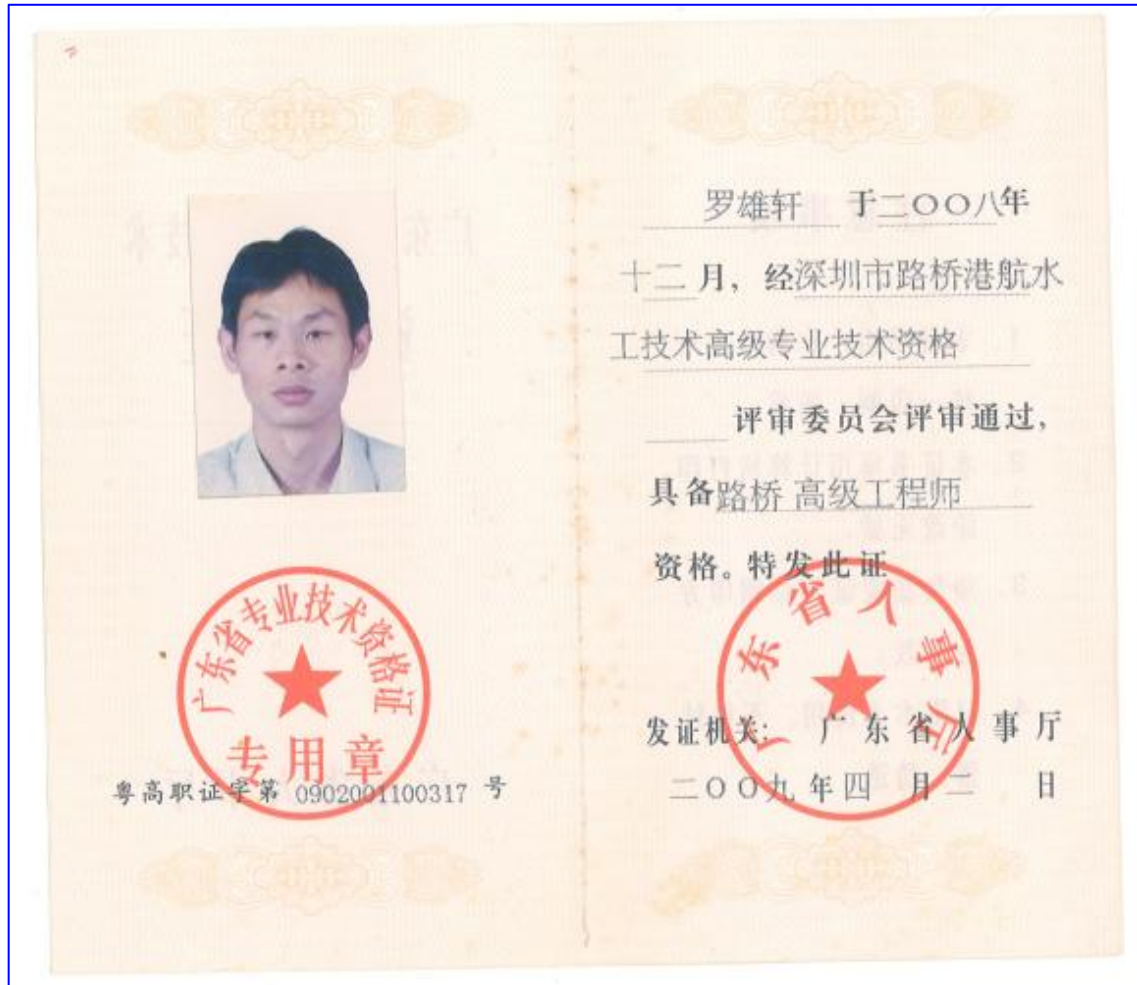 广东省专业技术资格证
专用章
粤高职证字第 0902001100317 号
罗雄轩 于二〇〇八年
十二月，经深圳市路桥港航水
工技术高级专业技术资格
评审委员会评审通过，
具备路桥 高级工程师
资格。特发此证
广东省人事厅
发证机关： 广东省人事厅
二〇〇九年四月二日